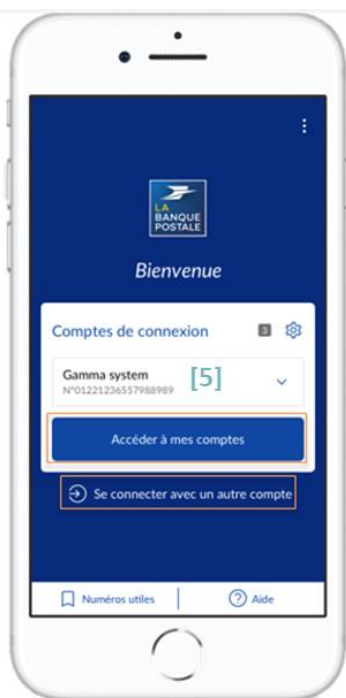 LA
BANQUE
POSTALE
Bienvenue
Comptes de connexion 3
Gamma system [5]
N°01221236557988989
Accéder à mes comptes
Se connecter avec un autre compte
Numéros utiles Aide